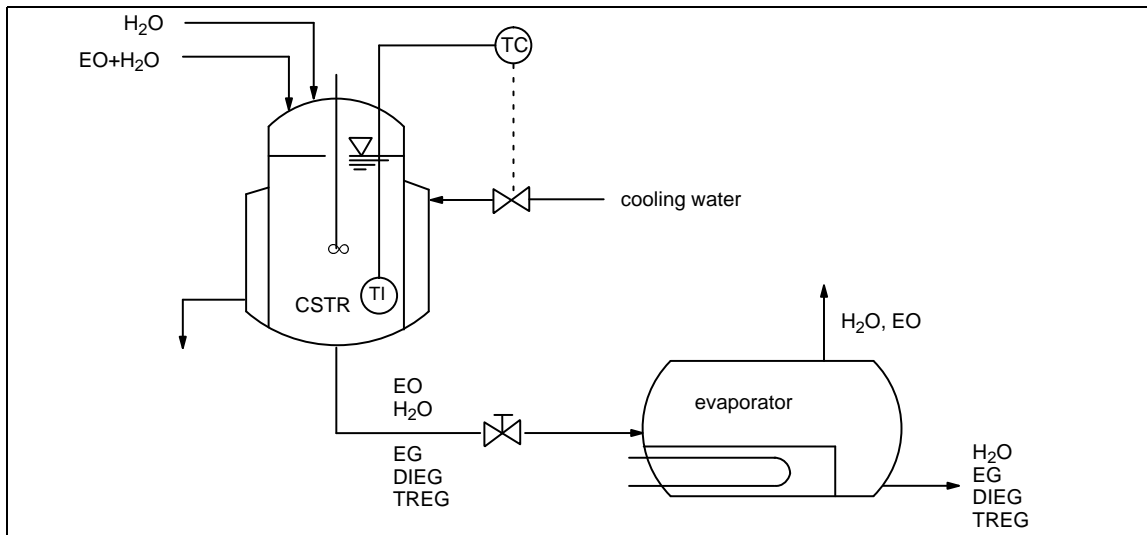 H₂O
EO+H₂O
TC
cooling water
TI
CSTR
H₂O, EO
EO
H₂O
evaporator
EG
DIEG
TREG
H₂O
EG
DIEG
TREG